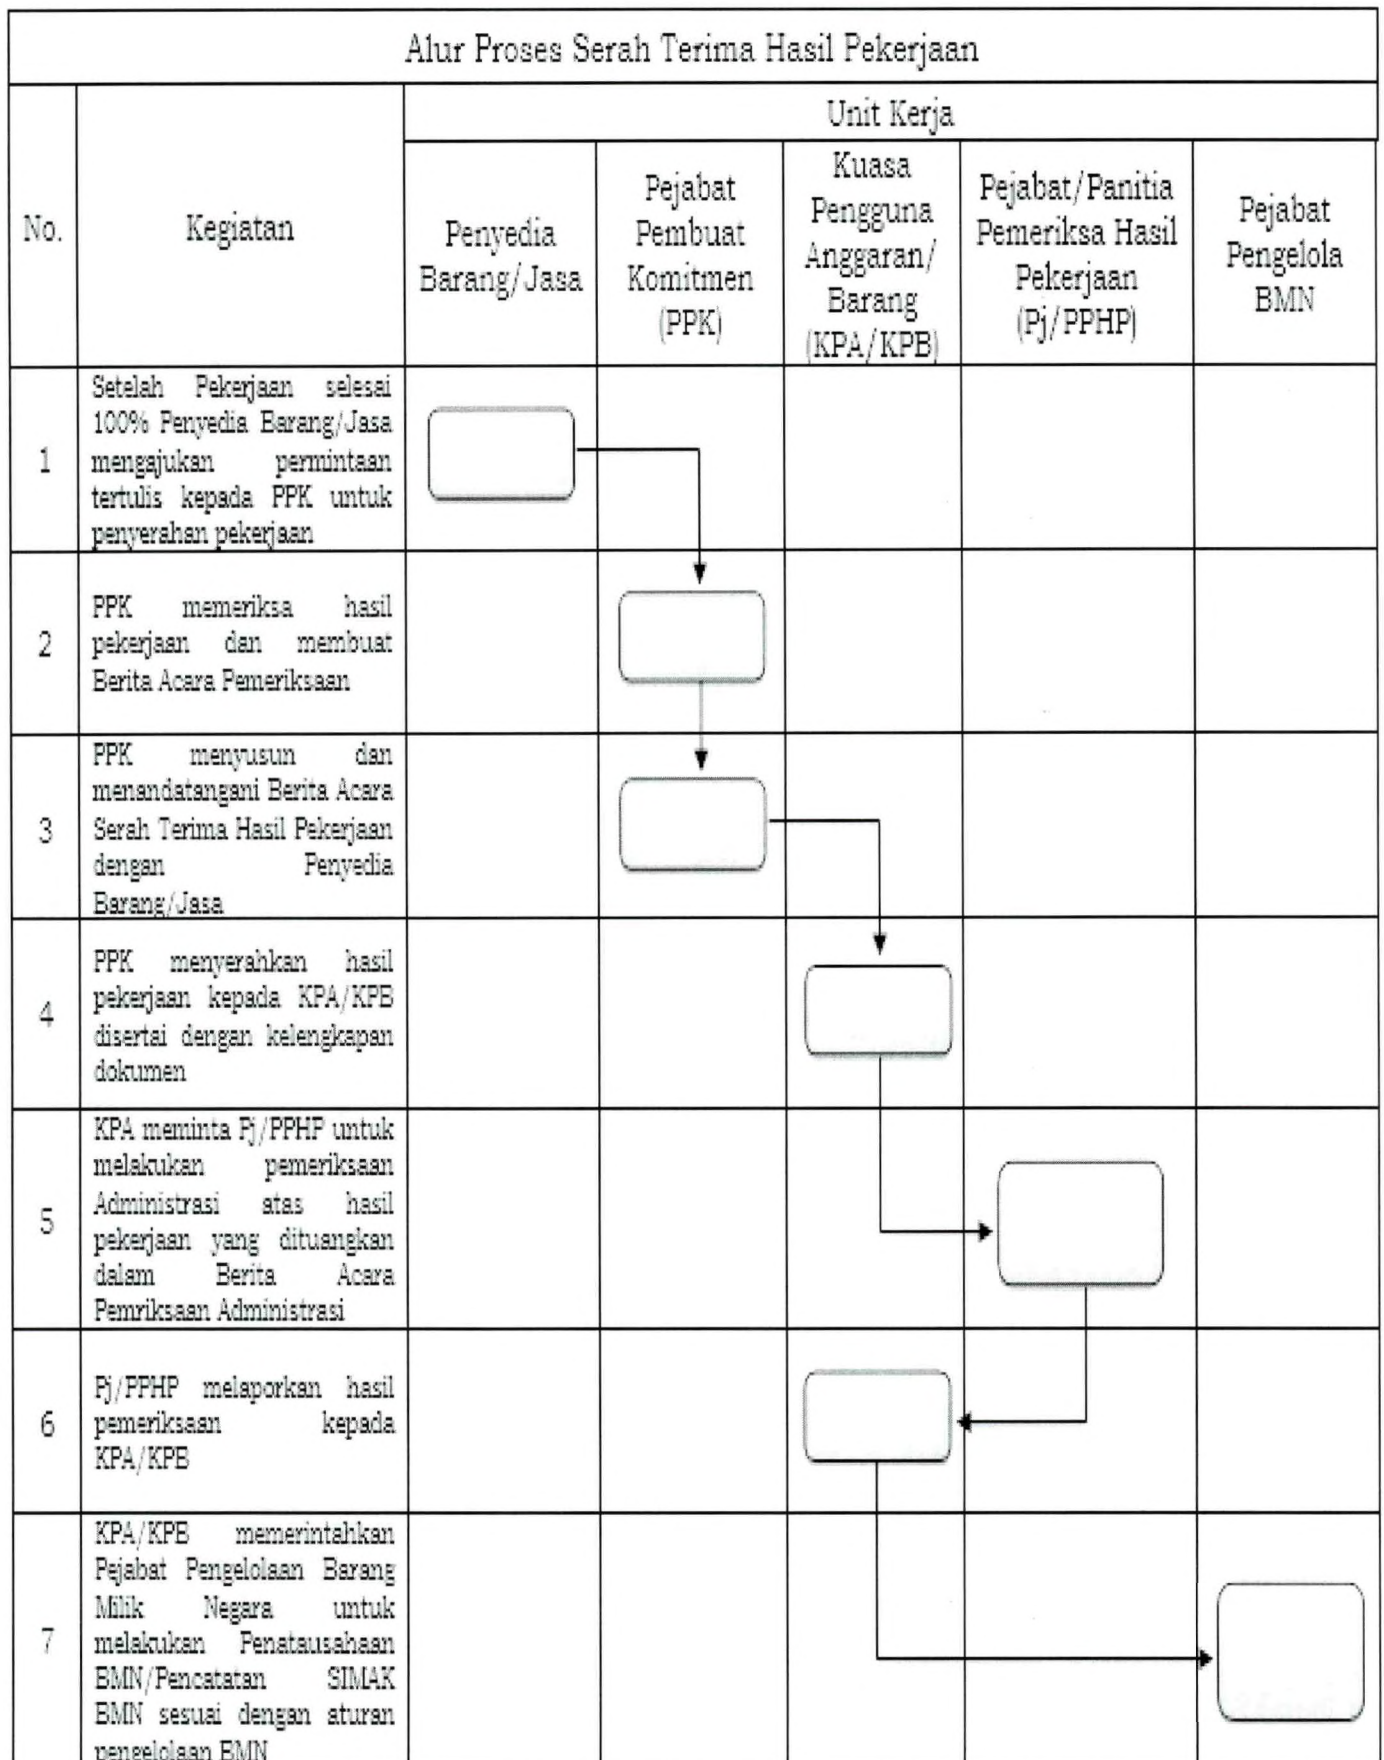 Alur Proses Serah Terima Hasil Pekerjaan
No.
Kegiatan
Unit Kerja
Penyedia
Barang/Jasa
Pejabat
Pembuat
Komitmen
(PPK)
Kuasa
Pengguna
Anggaran/
Barang
(KPA/KPB)
Pejabat/Panitia
Pemeriksa Hasil
Pekerjaan
(Pj/PPHP)
Pejabat
Pengelola
BMN
1
Setelah Pekerjaan selesai
100% Penyedia Barang/Jasa
mengajukan permintaan
tertulis kepada PPK untuk
penyerahan pekerjaan
2
PPK memeriksa hasil
pekerjaan dan membuat
Berita Acara Pemeriksaan
3
PPK menyusun dan
menandatangani Berita Acara
Serah Terima Hasil Pekerjaan
dengan Penyedia
Barang/Jasa
4
PPK menyerahkan hasil
pekerjaan kepada KPA/KPB
disertai dengan kelengkapan
dokumen
5
KPA meminta Pj/PPHP untuk
melakukan pemeriksaan
Administrasi atas hasil
pekerjaan yang dituangkan
dalam Berita Acara
Pemriksaan Administrasi
6
Pj/PPHP melaporkan hasil
pemeriksaan kepada
KPA/KPB
7
KPA/KPB memerintahkan
Pejabat Pengelolaan Barang
Milik Negara untuk
melakukan Penatausahaan
BMN/Pencatatan SIMAK
BMN sesuai dengan aturan
pengelolaan BMN